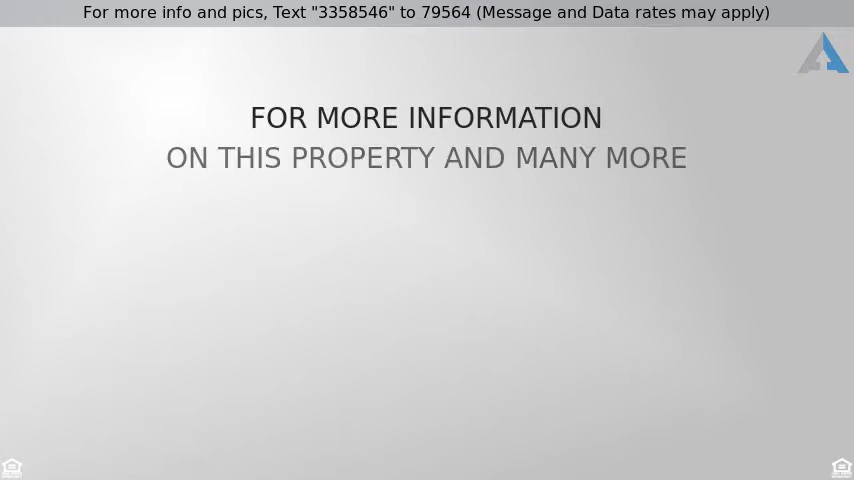 For more info and pics, Text "3358546" to 79564 (Message and Data rates may apply)
FOR MORE INFORMATION
ON THIS PROPERTY AND MANY MORE